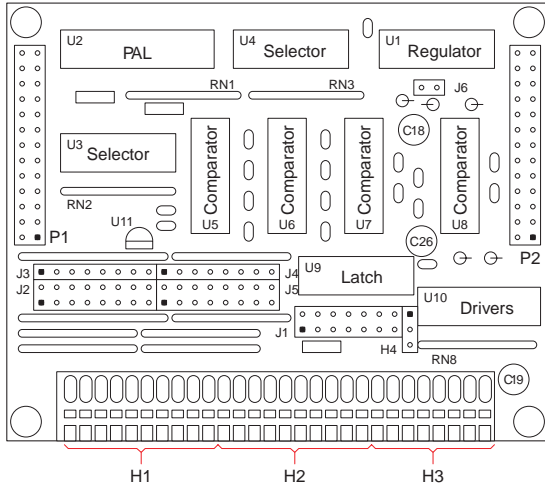 U2
PAL
U4
Selector
U1
Regulator
RN1
RN3
J6
C18
U3
Selector
Comparator
U5
Comparator
U6
Comparator
U7
Comparator
U8
RN2
U11
P1
C26
P2
J3
J4
U9
Latch
J2
J5
U10
Drivers
J1
H4
RN8
C19
H1
H2
H3